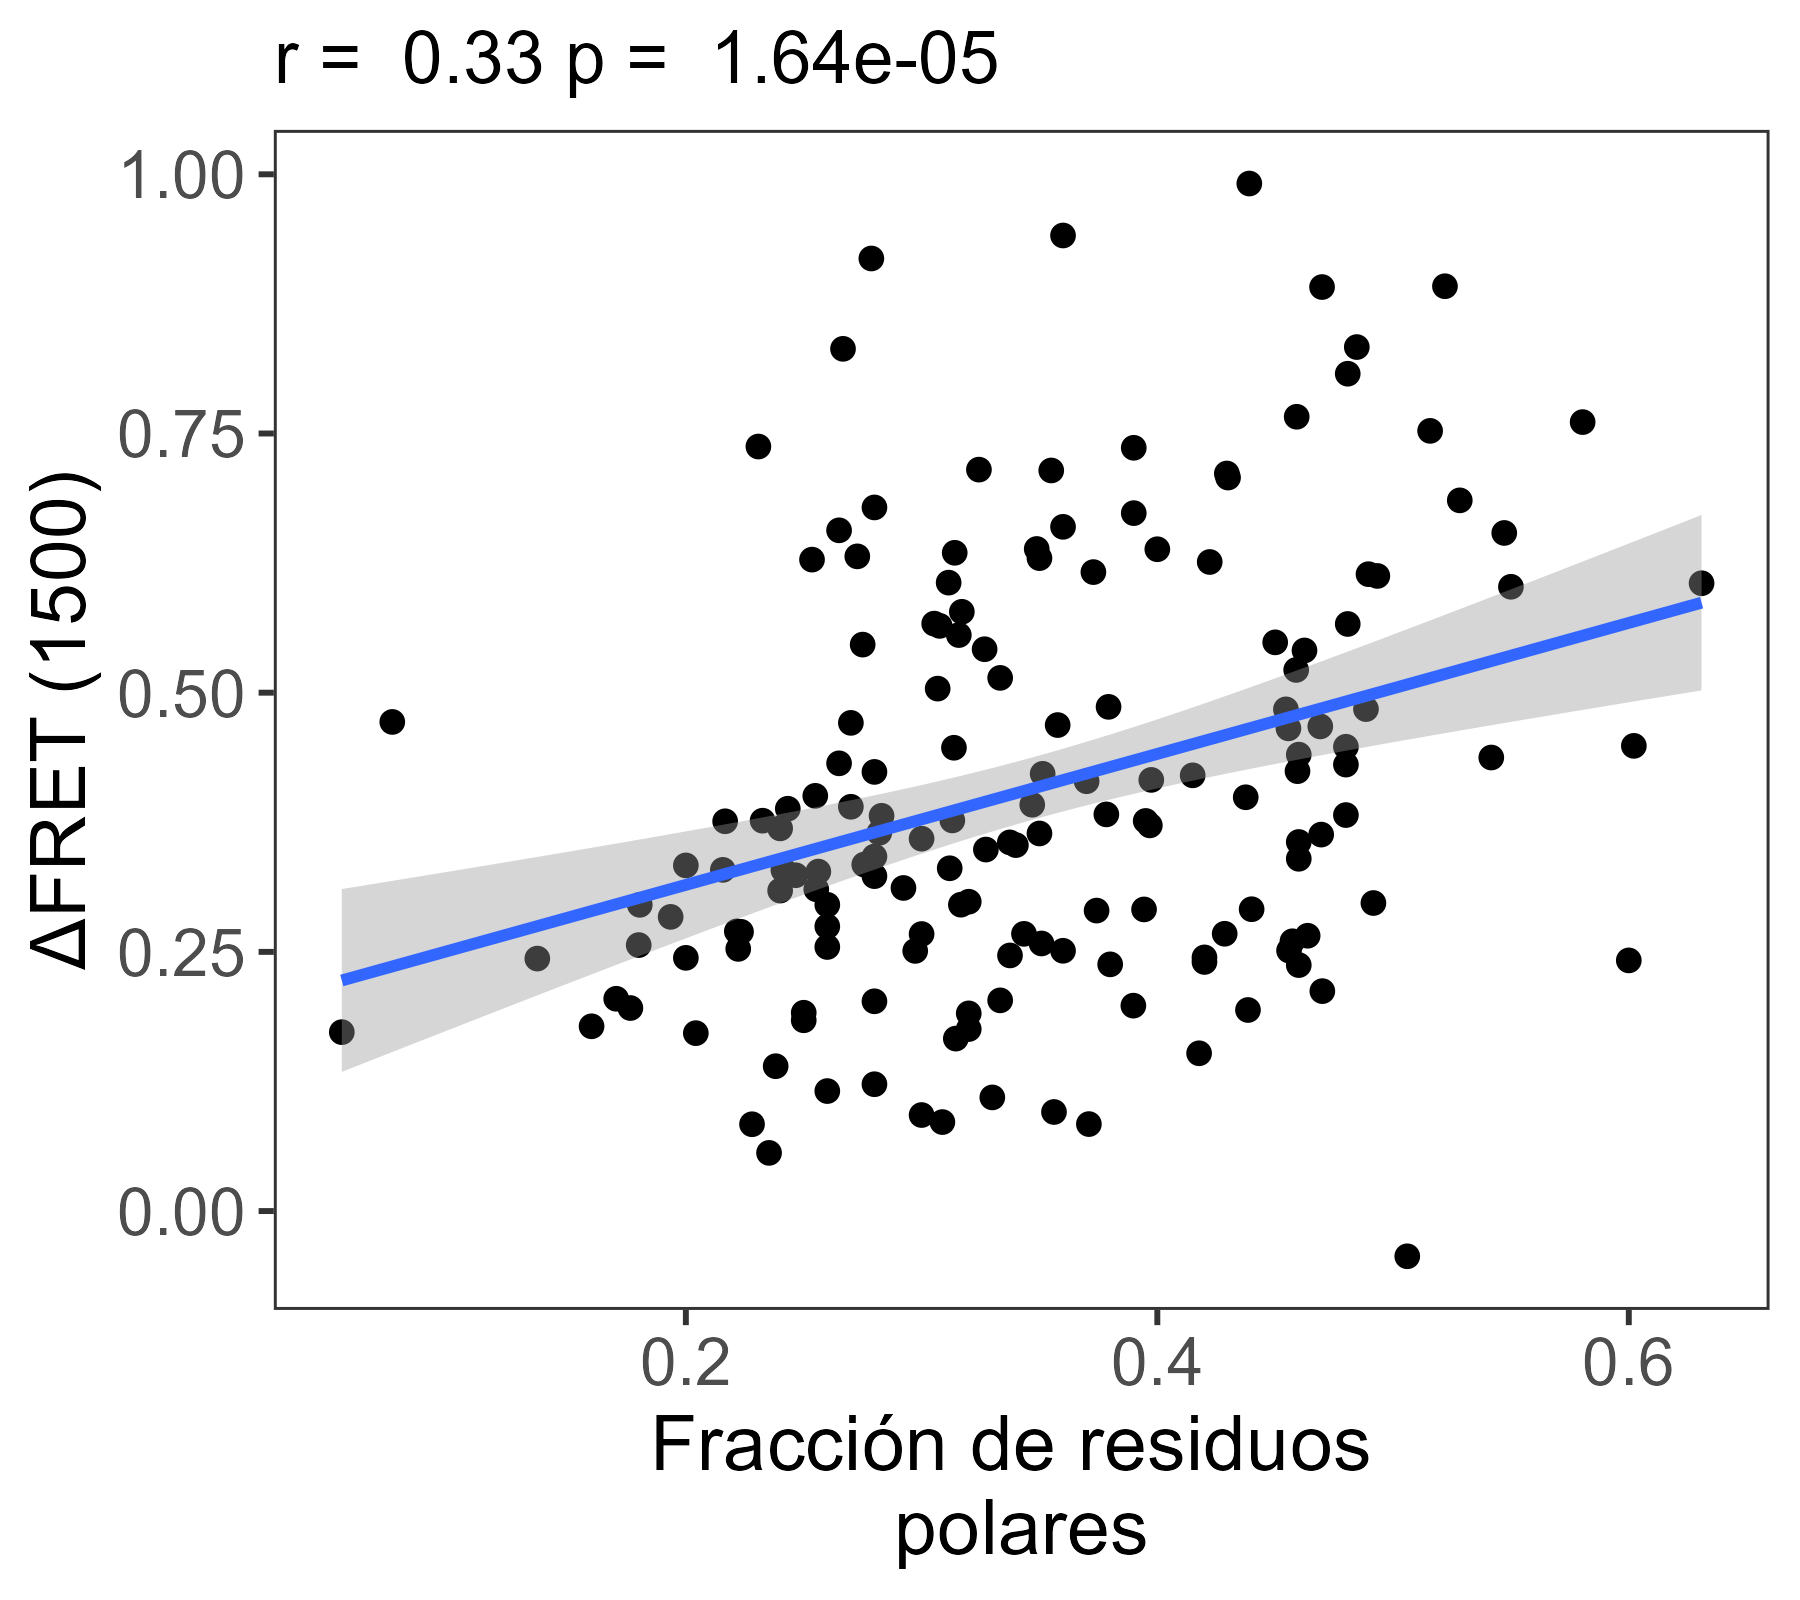 r =  0.33 p =  1.64e-05
1.00
0.75
0.50
0.25
0.00
ΔFRET (1500)
0.2
0.4
0.6
Fracción de residuos
polares